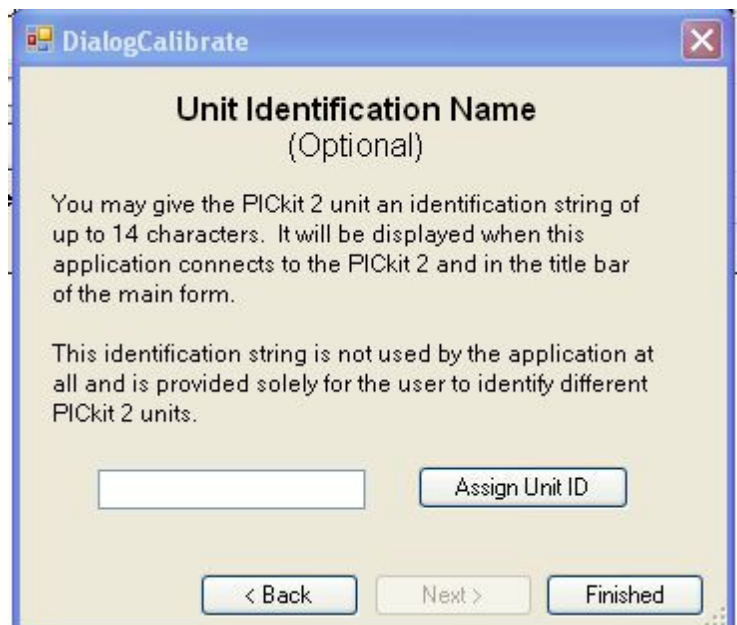 DialogCalibrate
Unit Identification Name
(Optional)
You may give the PICkit 2 unit an identification string of
up to 14 characters. It will be displayed when this
application connects to the PICkit 2 and in the title bar
of the main form.
This identification string is not used by the application at
all and is provided solely for the user to identify different
PICkit 2 units.
Assign Unit ID
< Back
Next >
Finished